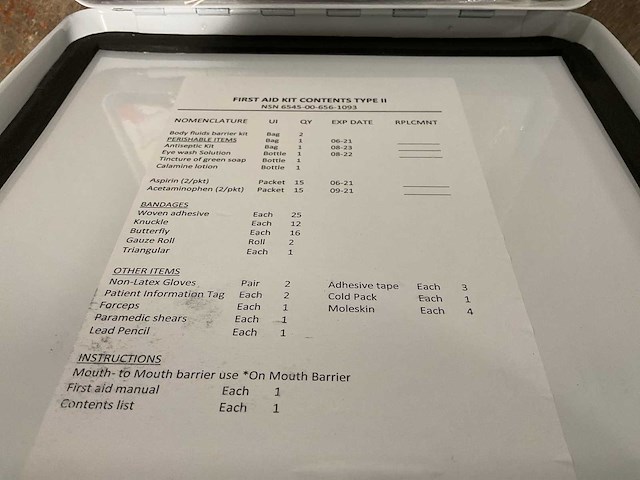 FIRST AID KIT CONTENTS TYPE II
NSN 6545-00-656-1093
NOMENCLATURE UI QY EXP DATE RPLCMNT
Body fluids barrier kit Bag 2
PERISHABLE ITEMS Bag 1 06-21
Antiseptic Kit Bag 1 08-23
Eye wash Solution Bottle 1 08-22
Tincture of green soap Bottle 1
Calamine lotion Bottle 1
Aspirin (2/pkt) Packet 15 06-21
Acetaminophen (2/pkt) Packet 15 09-21
BANDAGES
Woven adhesive Each 25
Knuckle Each 12
Butterfly Each 16
Gauze Roll Roll 2
Triangular Each 1
OTHER ITEMS
Non-Latex Gloves Pair 2 Adhesive tape Each 3
Patient Information Tag Each 2 Cold Pack Each 1
Forceps Each 1 Moleskin Each 4
Paramedic shears Each 1
Lead Pencil Each 1
INSTRUCTIONS
Mouth- to Mouth barrier use *On Mouth Barrier
First aid manual Each 1
Contents list Each 1